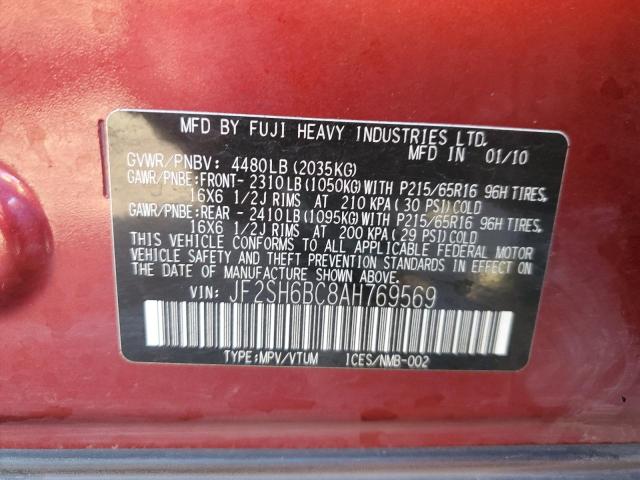 MFD BY FUJI HEAVY INDUSTRIES LTD.
MFD IN 01/10
GVWR/PNBV: 4480LB (2035KG)
GAWR/PNBE:FRONT- 2310LB (1050KG)WITH P215/65R16 96H TIRES,
16X6 1/2J RIMS AT 210 KPA ( 30 PSI)COLD
GAWR/PNBE:REAR - 2410LB (1095KG)WITH P215/65R16 96H TIRES,
16X6 1/2J RIMS AT 200 KPA ( 29 PSI)COLD
THIS VEHICLE CONFORMS TO ALL APPLICABLE FEDERAL MOTOR
VEHICLE SAFETY AND THEFT PREVENTION STANDARDS IN EFFECT ON
THE DATE OF MANUFACTURE SHOWN ABOVE.
VIN: JF2SH6BC8AH769569
TYPE:MPV/VTUM ICES/NMB-002